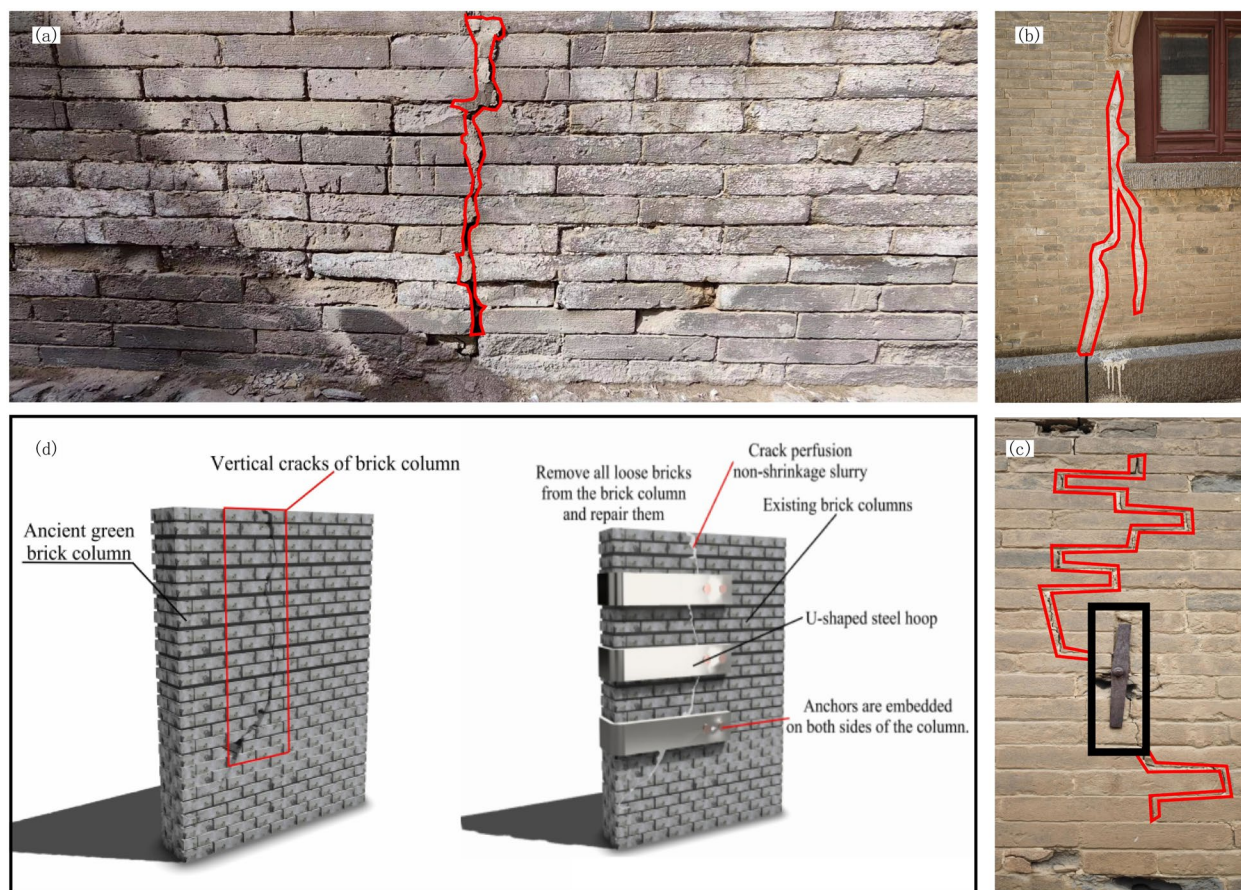 (a)
(b)
(c)
(d)
Vertical cracks of brick column
Ancient green
brick column
Remove all loose bricks
from the brick column
and repair them
Crack perfusion
non-shrinkage slurry
Existing brick columns
U-shaped steel hoop
Anchors are embedded
on both sides of the column.